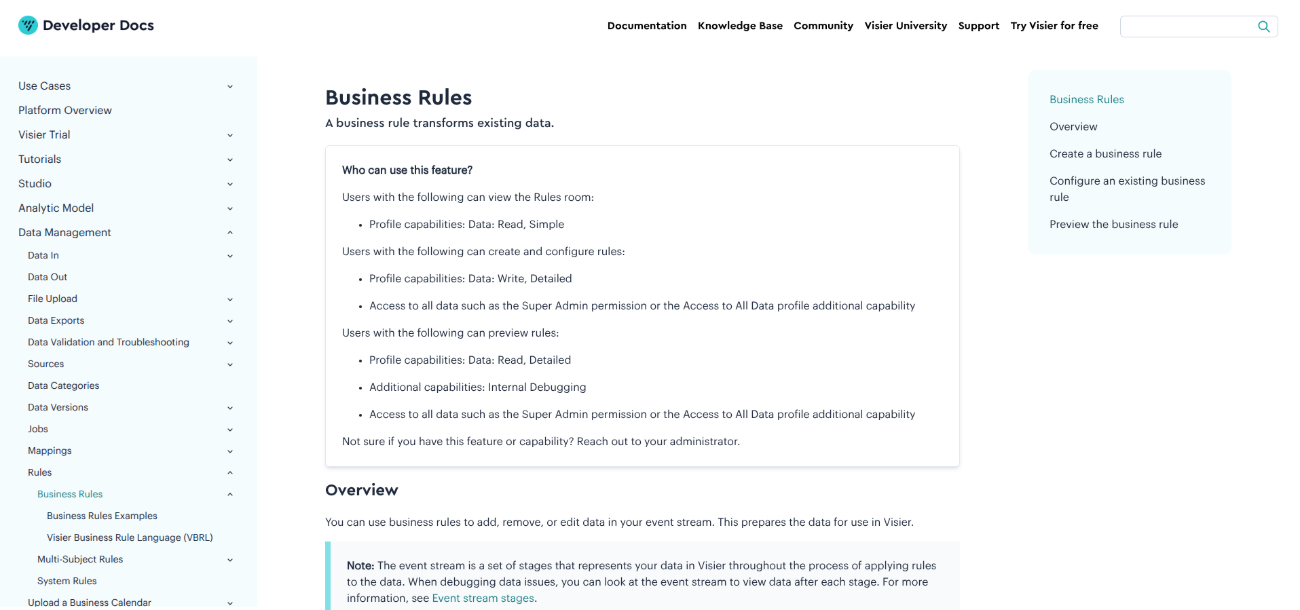 Developer Docs
Documentation Knowledge Base Community Visier University Support Try Visier for free
Use Cases
Platform Overview
Visier Trial
Tutorials
Studio
Analytic Model
Data Management
Data In
Data Out
File Upload
Data Exports
Data Validation and Troubleshooting
Sources
Data Categories
Data Versions
Jobs
Mappings
Rules
Business Rules
Business Rules Examples
Visier Business Rule Language (VBRL)
Multi-Subject Rules
System Rules
Upload a Business Calendar
Business Rules
A business rule transforms existing data.
Who can use this feature?
Users with the following can view the Rules room:
• Profile capabilities: Data: Read, Simple
Users with the following can create and configure rules:
• Profile capabilities: Data: Write, Detailed
• Access to all data such as the Super Admin permission or the Access to All Data profile additional capability
Users with the following can preview rules:
• Profile capabilities: Data: Read, Detailed
• Additional capabilities: Internal Debugging
• Access to all data such as the Super Admin permission or the Access to All Data profile additional capability
Not sure if you have this feature or capability? Reach out to your administrator.
Overview
You can use business rules to add, remove, or edit data in your event stream. This prepares the data for use in Visier.
Note: The event stream is a set of stages that represents your data in Visier throughout the process of applying rules
to the data. When debugging data issues, you can look at the event stream to view data after each stage. For more
information, see Event stream stages.
Business Rules
Overview
Create a business rule
Configure an existing business
rule
Preview the business rule